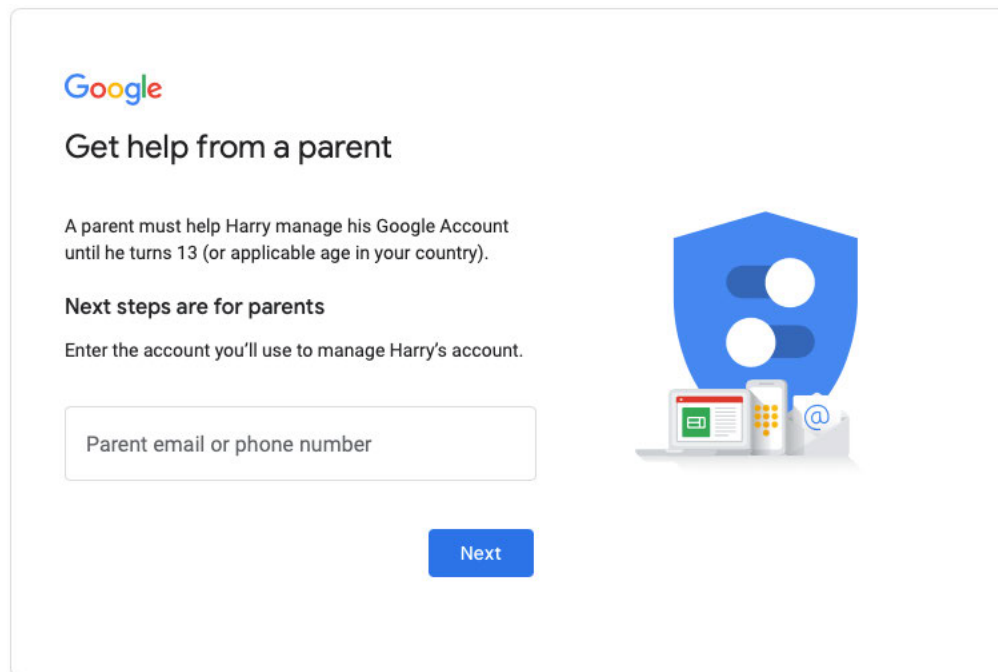 Google
Get help from a parent
A parent must help Harry manage his Google Account
until he turns 13 (or applicable age in your country).
Next steps are for parents
Enter the account you’ll use to manage Harry’s account.
Parent email or phone number
@
Next